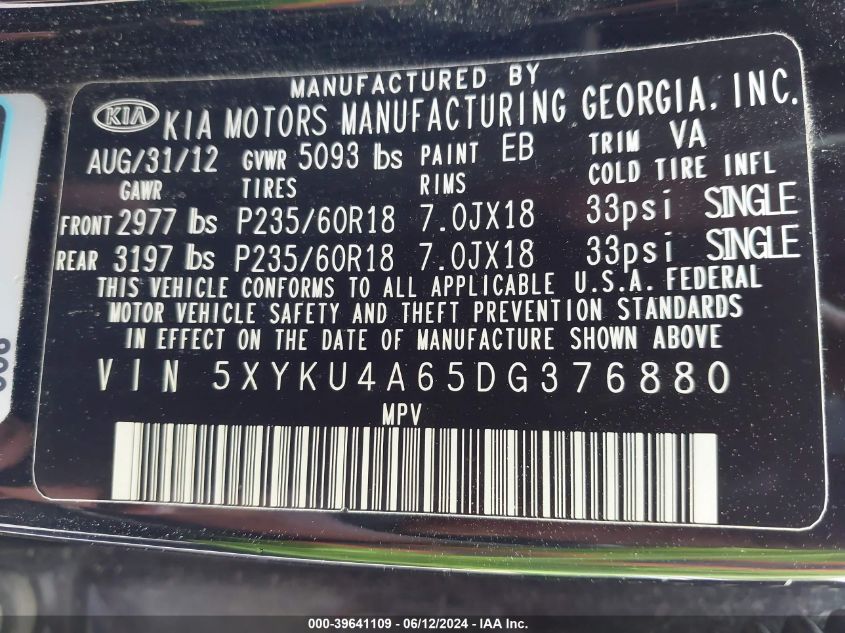 MANUFACTURED BY
KIA KIA MOTORS MANUFACTURING GEORGIA, INC.
AUG/31/12 GVWR 5093 lbs PAINT EB TRIM VA
GAWR TIRES RIMS COLD TIRE INFL
FRONT 2977 lbs P235/60R18 7.0JX18 33psi SINGLE
REAR 3197 lbs P235/60R18 7.0JX18 33psi SINGLE
THIS VEHICLE CONFORMS TO ALL APPLICABLE U.S.A. FEDERAL
MOTOR VEHICLE SAFETY AND THEFT PREVENTION STANDARDS
IN EFFECT ON THE DATE OF MANUFACTURE SHOWN ABOVE
VIN 5XYKU4A65DG376880
MPV
000-39641109 - 06/12/2024 - IAA Inc.